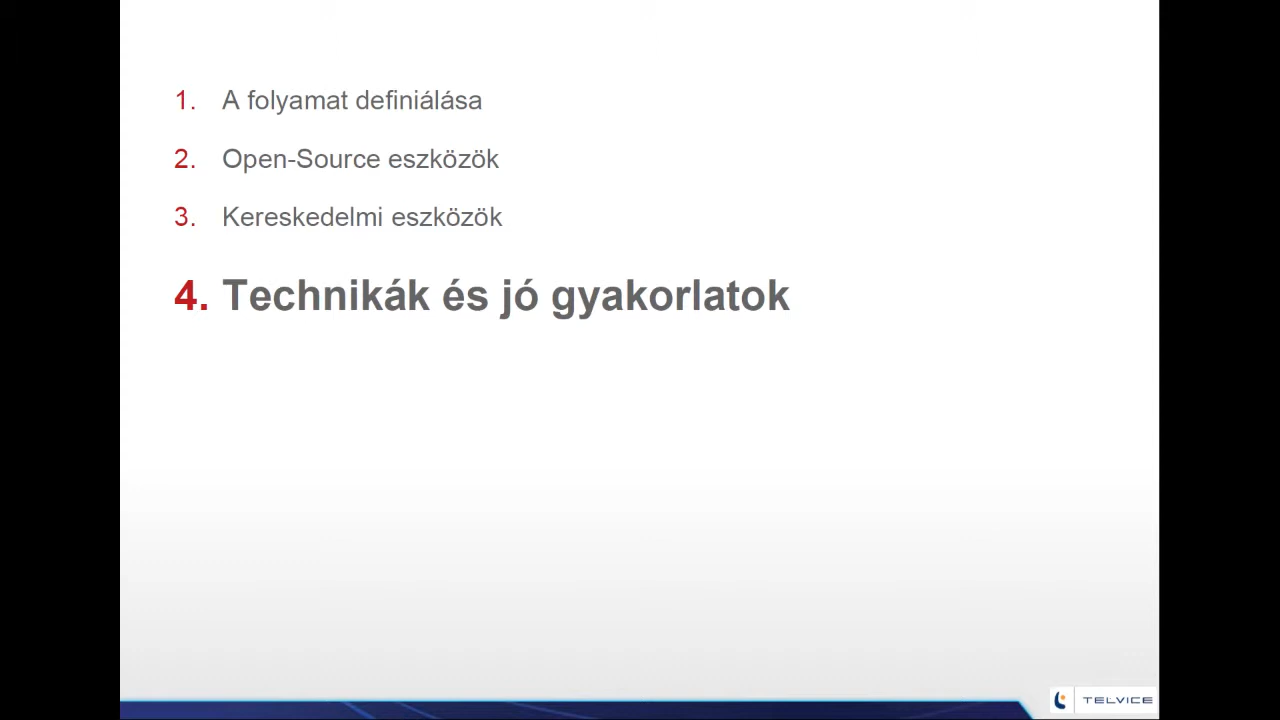 1. A folyamat definiálása
2. Open-Source eszközök
3. Kereskedelmi eszközök
4. Technikák és jó gyakorlatok
TELVICE